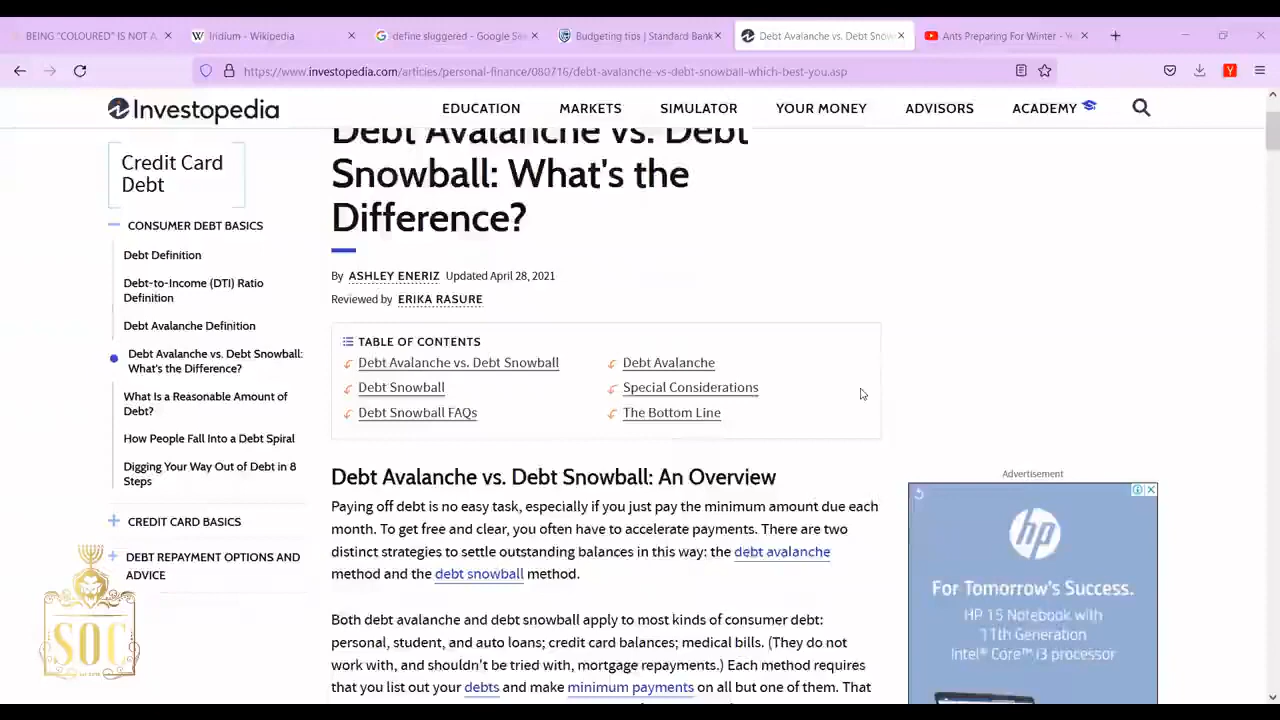 BEING "COLOURED" IS NOT A
Iridium - Wikipedia
define sluggered - Google Se
Budgeting tips | Standard Bank
Debt Avalanche vs. Debt Snow
Ants Preparing For Winter - Y
https://www.investopedia.com/articles/personal-finance/080716/debt-avalanche-vs-debt-snowball-which-best-you.asp
Investopedia
EDUCATION
MARKETS
SIMULATOR
YOUR MONEY
ADVISORS
ACADEMY
Credit Card
Debt
CONSUMER DEBT BASICS
Debt Definition
Debt-to-Income (DTI) Ratio
Definition
Debt Avalanche Definition
Debt Avalanche vs. Debt Snowball:
What's the Difference?
What Is a Reasonable Amount of
Debt?
How People Fall Into a Debt Spiral
Digging Your Way Out of Debt in 8
Steps
CREDIT CARD BASICS
DEBT REPAYMENT OPTIONS AND
ADVICE
SOC
Debt Avalanche vs. Debt
Snowball: What's the
Difference?
By ASHLEY ENERIZ Updated April 28, 2021
Reviewed by ERIKA RASURE
TABLE OF CONTENTS
Debt Avalanche vs. Debt Snowball
Debt Avalanche
Debt Snowball
Special Considerations
Debt Snowball FAQs
The Bottom Line
Debt Avalanche vs. Debt Snowball: An Overview
Paying off debt is no easy task, especially if you just pay the minimum amount due each
month. To get free and clear, you often have to accelerate payments. There are two
distinct strategies to settle outstanding balances in this way: the debt avalanche
method and the debt snowball method.
Both debt avalanche and debt snowball apply to most kinds of consumer debt:
personal, student, and auto loans; credit card balances; medical bills. (They do not
work with, and shouldn't be tried with, mortgage repayments.) Each method requires
that you list out your debts and make minimum payments on all but one of them. That
Advertisement
hp
For Tomorrow's Success.
HP 15 Notebook with
11th Generation
Intel® Core™ i3 processor